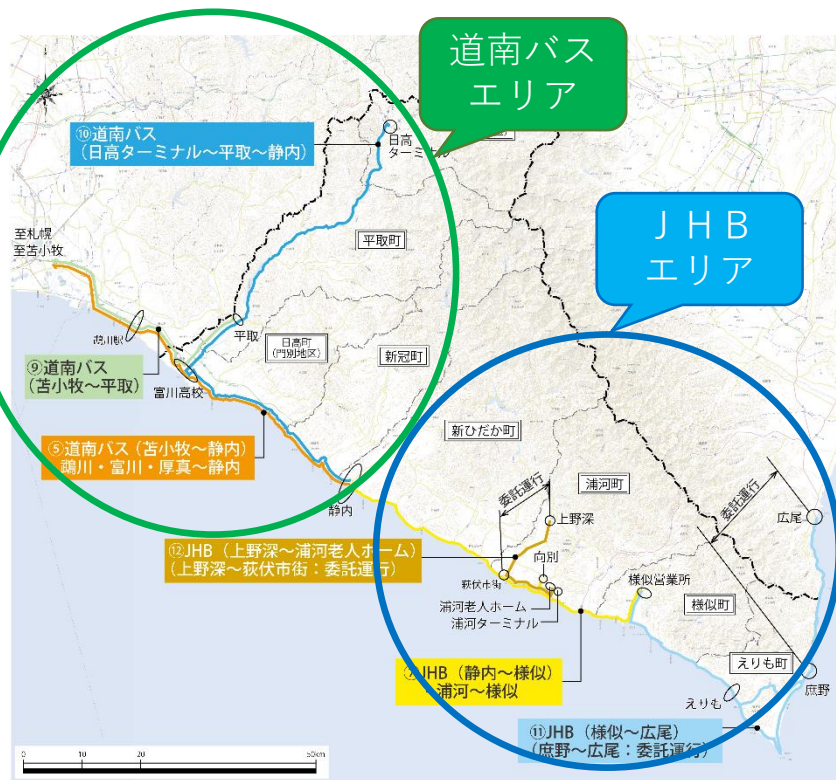 道南バス
エリア
⑩道南バス
（日高ターミナル～平取～静内）
日高
ターミナル
JHB
エリア
至札幌
至苫小牧
平取町
鵡川駅
平取
日高町
（門別地区）
新冠町
⑨道南バス
（苫小牧～平取）
富川高校
新ひだか町
⑤道南バス（苫小牧～静内）
鵡川・富川・厚真～静内
浦河町
委託運行
委託運行
静内
上野深
広尾
⑫JHB（上野深～浦河老人ホーム）
（上野深～荻伏市街：委託運行）
向別
荻伏市街
様似営業所
浦河老人ホーム
浦河ターミナル
様似町
えりも町
⑦JHB（静内～様似）
浦河～様似
庶野
えりも
⑪JHB（様似～広尾）
（庶野～広尾：委託運行）
0 10 20 50km